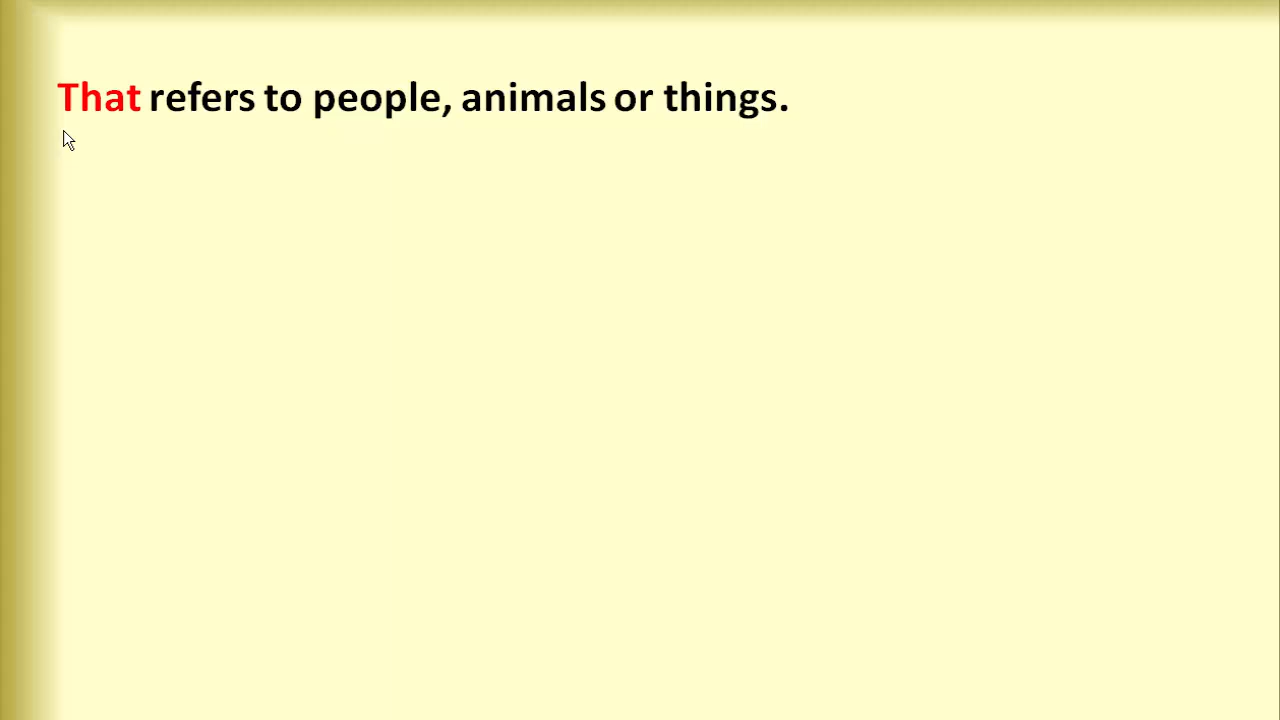 That refers to people, animals or things.